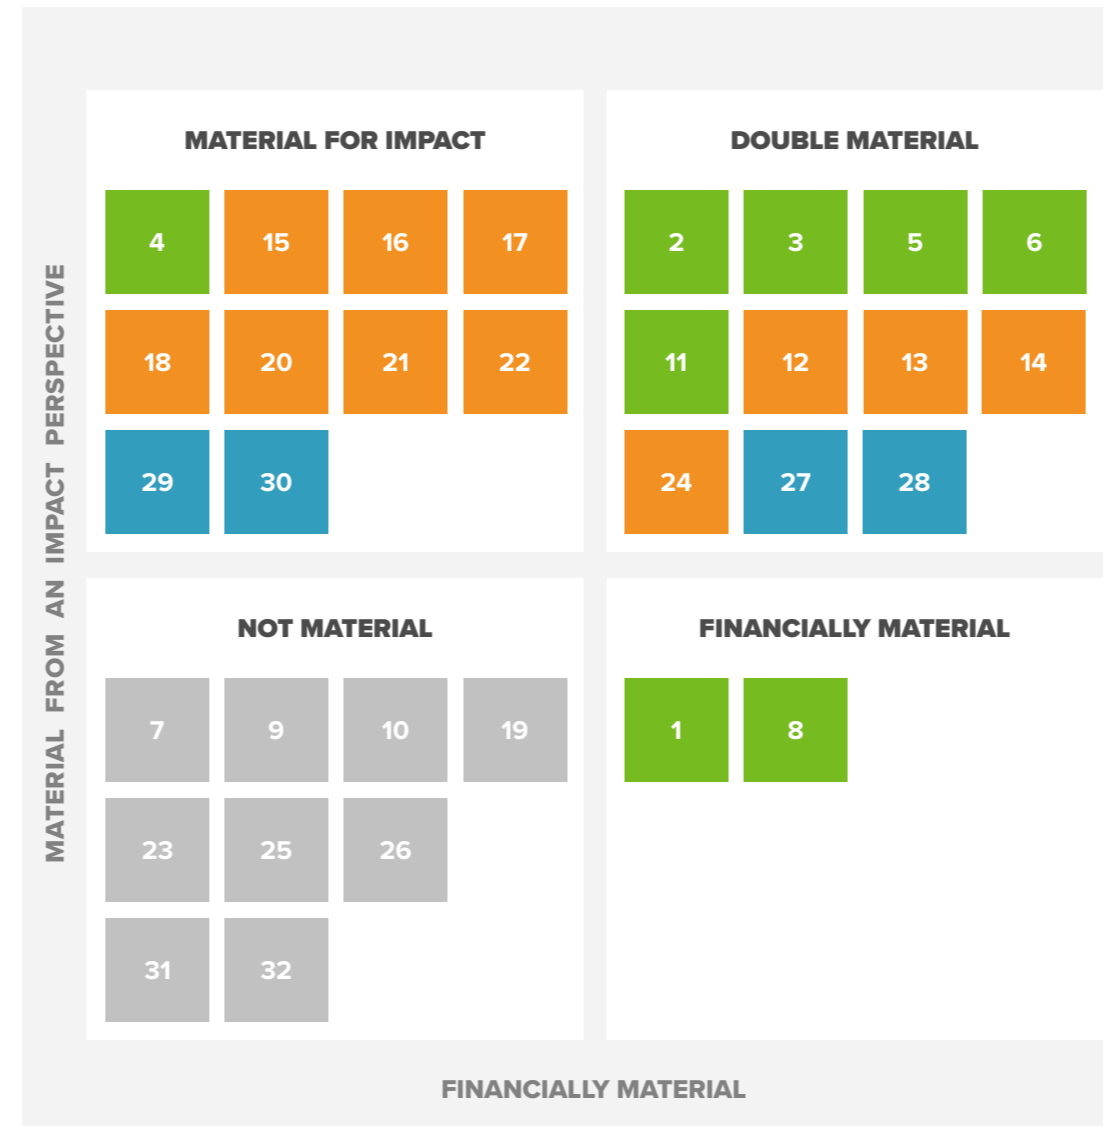 MATERIAL FROM AN IMPACT PERSPECTIVE
MATERIAL FOR IMPACT
4 15 16 17
18 20 21 22
29 30
DOUBLE MATERIAL
2 3 5 6
11 12 13 14
24 27 28
NOT MATERIAL
7 9 10 19
23 25 26
31 32
FINANCIALLY MATERIAL
1 8
FINANCIALLY MATERIAL